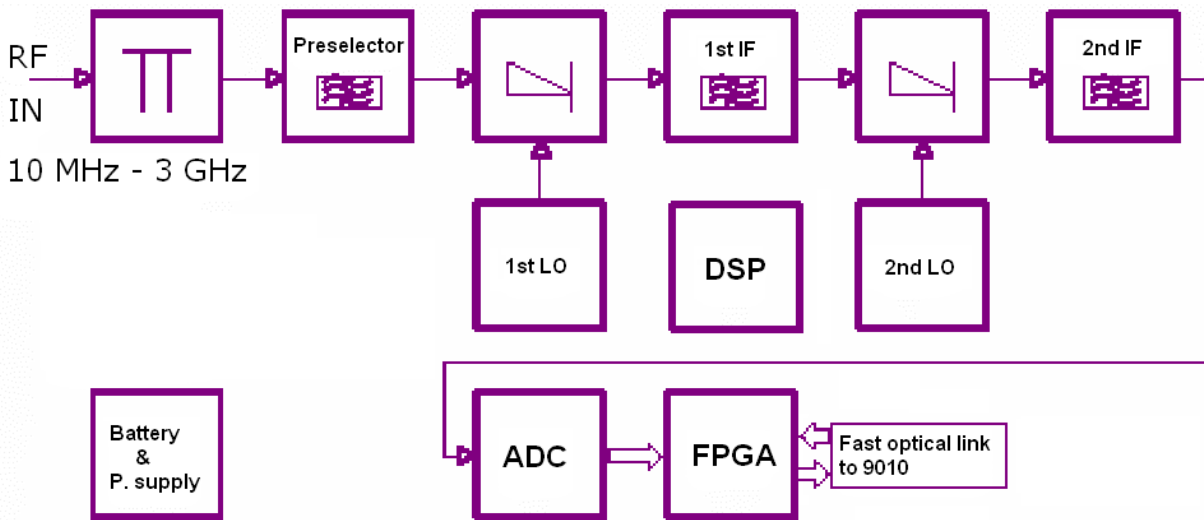 RF
IN
10 MHz - 3 GHz
Preselector
1st IF
2nd IF
1st LO
DSP
2nd LO
Battery
&
P. supply
ADC
FPGA
Fast optical link
to 9010